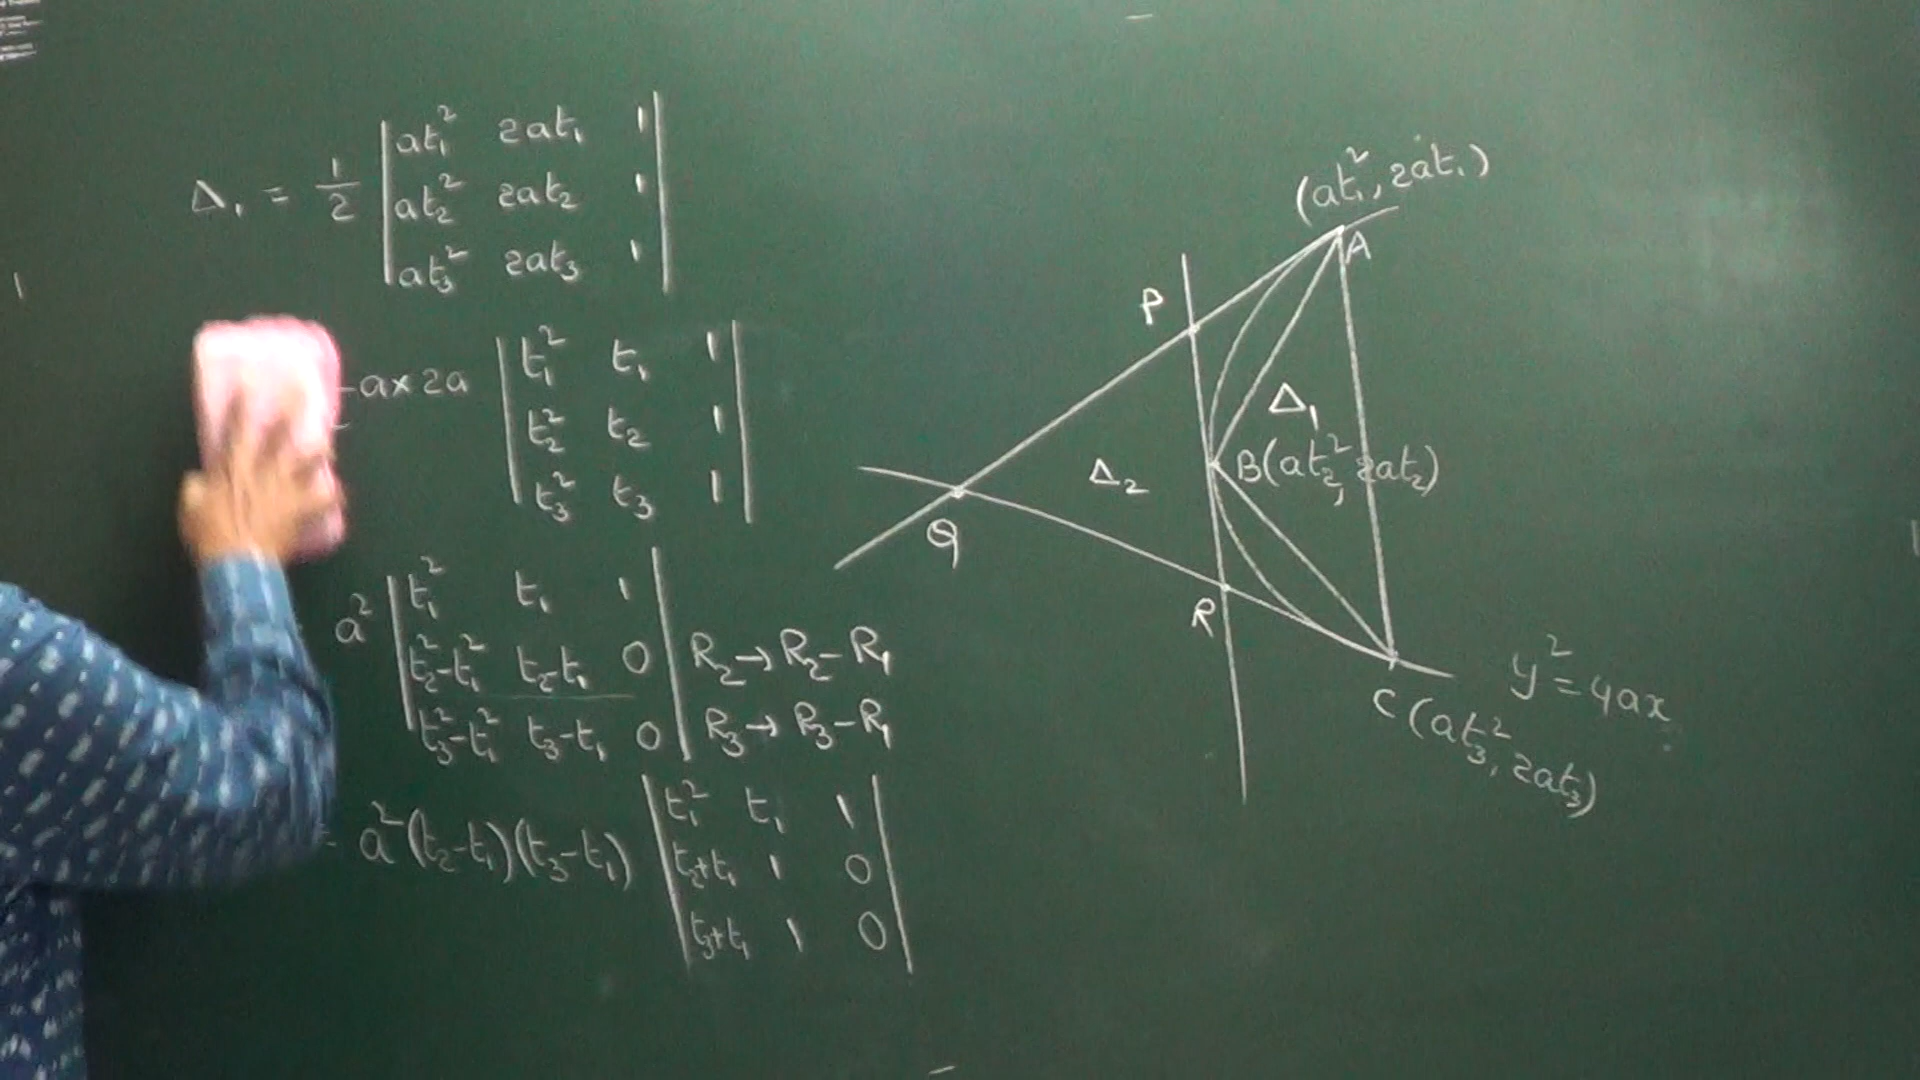 Δ₁ = 1/2 | at₁² 2at₁ 1 |
| at₂² 2at₂ 1 |
| at₃² 2at₃ 1 |
a × 2a | t₁² t₁ 1 |
| t₂² t₂ 1 |
| t₃² t₃ 1 |
a² | t₁² t₁ 1 |
| t₂²-t₁² t₂-t₁ 0 | R₂→R₂-R₁
| t₃²-t₁² t₃-t₁ 0 | R₃→R₃-R₁
= a²(t₂-t₁)(t₃-t₁) | t₁² t₁ 1 |
| t₂+t₁ 1 0 |
| t₃+t₁ 1 0 |
(at₁², 2at₁)
A
P
Δ₁
B(at₂², 2at₂)
Δ₂
Q
R
C(at₃², 2at₃)
y²=4ax